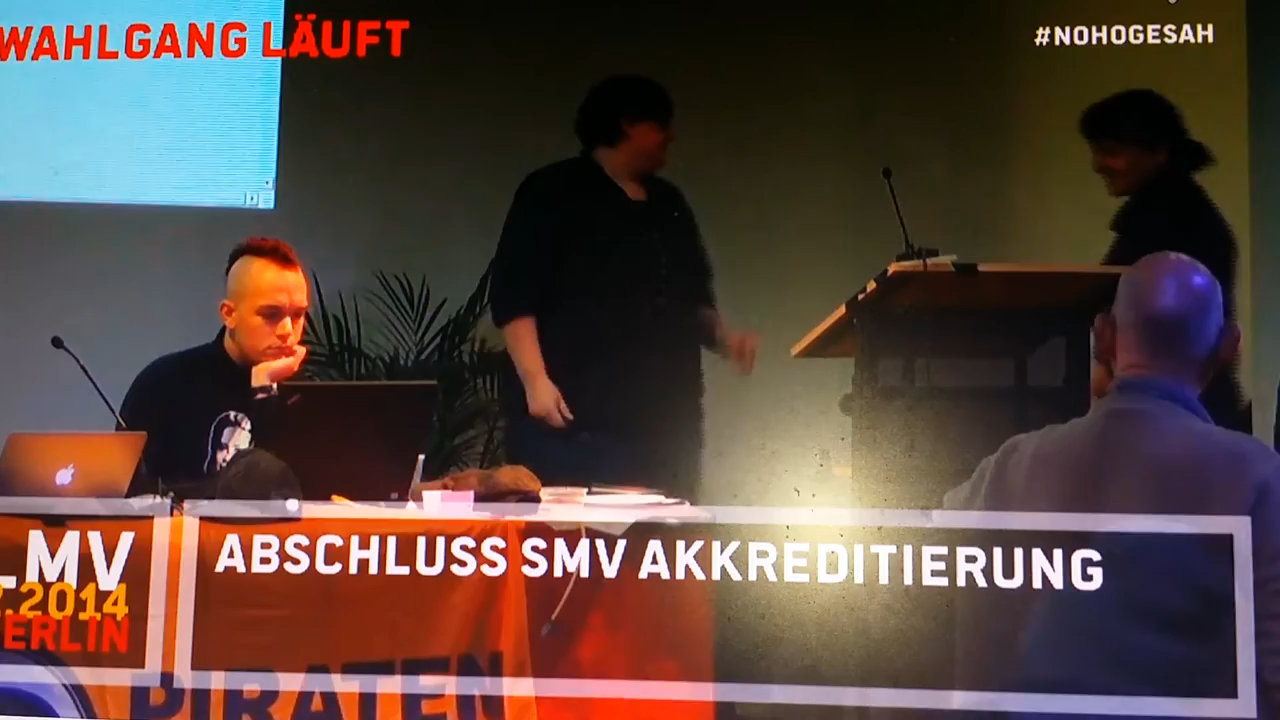 WAHLGANG LÄUFT
#NOHOGESAH
LMV
.2014
ERLIN
ABSCHLUSS SMV AKKREDITIERUNG
PIRATEN